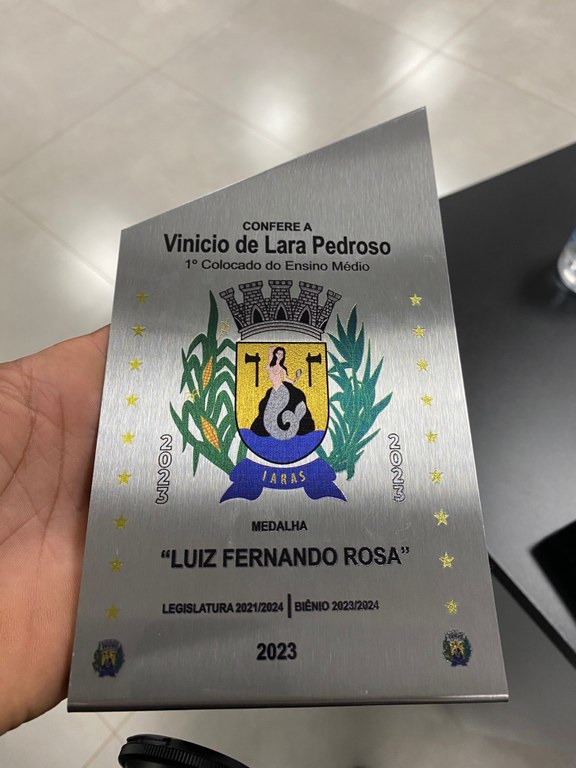 CONFERE A
Vinicio de Lara Pedroso
1º Colocado do Ensino Médio
2023
2023
IARAS
MEDALHA
“LUIZ FERNANDO ROSA”
LEGISLATURA 2021/2024 | BIÊNIO 2023/2024
2023